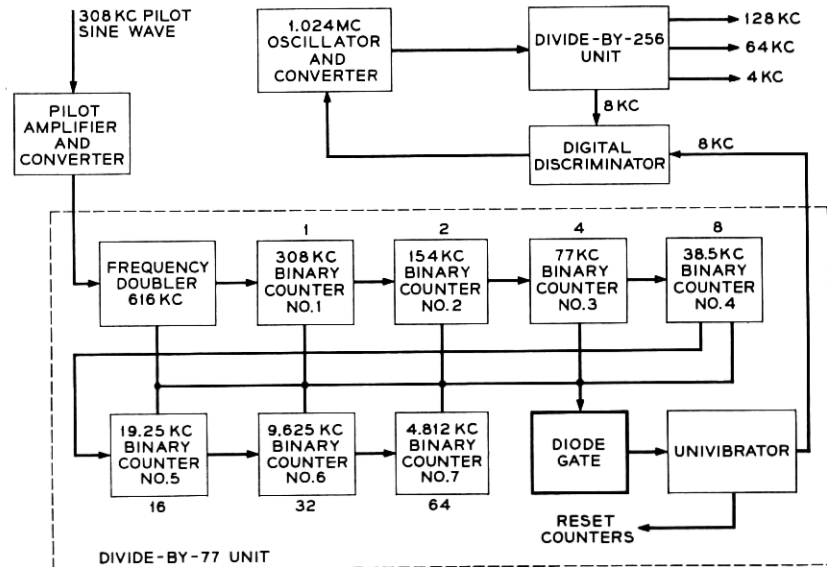 308 KC PILOT
SINE WAVE
PILOT
AMPLIFIER
AND
CONVERTER
1.024 MC
OSCILLATOR
AND
CONVERTER
DIVIDE-BY-256
UNIT
128 KC
64 KC
4 KC
8 KC
DIGITAL
DISCRIMINATOR
8 KC
FREQUENCY
DOUBLER
616 KC
1
308 KC
BINARY
COUNTER
NO.1
2
154 KC
BINARY
COUNTER
NO.2
4
77 KC
BINARY
COUNTER
NO.3
8
38.5 KC
BINARY
COUNTER
NO.4
19.25 KC
BINARY
COUNTER
NO.5
16
9.625 KC
BINARY
COUNTER
NO.6
32
4.812 KC
BINARY
COUNTER
NO.7
64
DIODE
GATE
UNIVIBRATOR
RESET
COUNTERS
DIVIDE-BY-77 UNIT